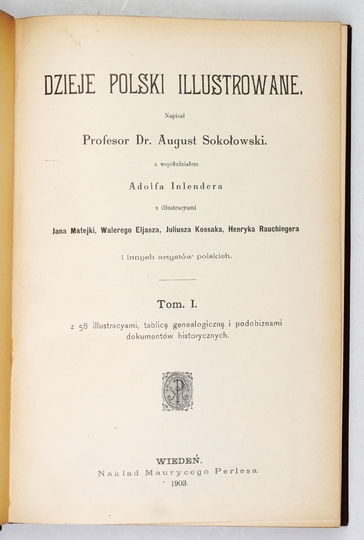 DZIEJE POLSKI ILLUSTROWANE.
Napisał
Profesor Dr. August Sokołowski.
z współudziałem
Adolfa Inlendera
z illustracyami
Jana Matejki, Walerego Eljasza, Juliusza Kossaka, Henryka Rauchingera
i innych artystów polskich.
Tom. I.
z 58 illustracyami, tablicą genealogiczną i podobiznami
dokumentów historycznych.
WIEDEŃ.
Nakład Maurycego Perlesa.
1903.